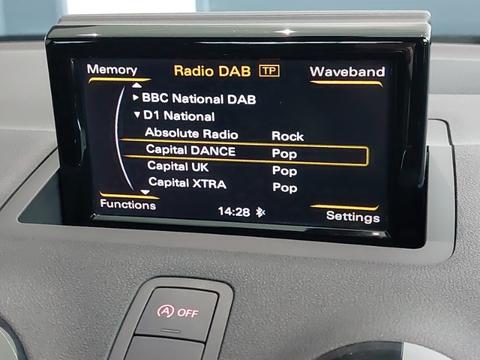 Memory Radio DAB TP Waveband
BBC National DAB
D1 National
Absolute Radio Rock
Capital DANCE Pop
Capital UK Pop
Capital XTRA Pop
Functions 14:28 Settings
A OFF